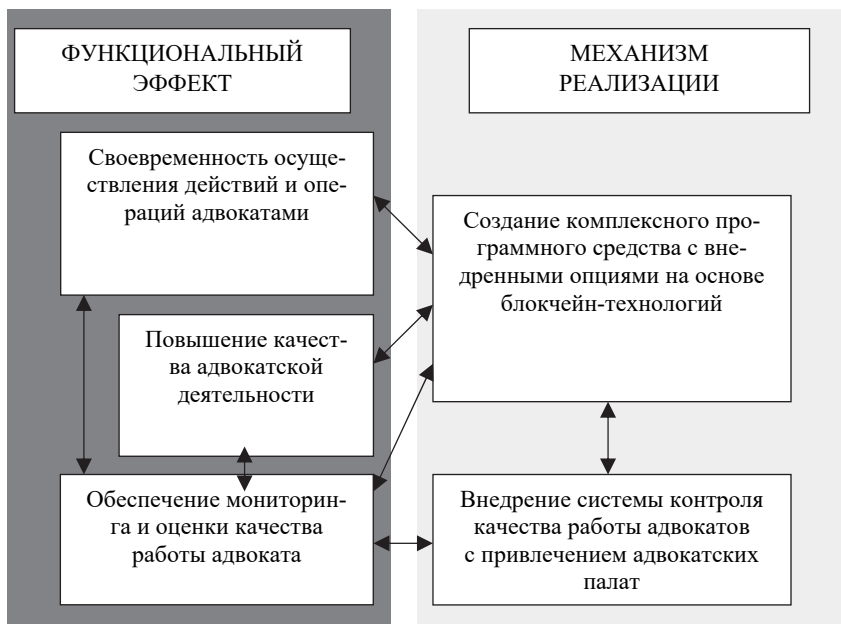 ФУНКЦИОНАЛЬНЫЙ
ЭФФЕКТ
МЕХАНИЗМ
РЕАЛИЗАЦИИ
Своевременность осуще-
ствления действий и опе-
раций адвокатами
Создание комплексного про-
граммного средства с вне-
дренными опциями на основе
блокчейн-технологий
Повышение качест-
ва адвокатской
деятельности
Обеспечение мониторин-
га и оценки качества
работы адвоката
Внедрение системы контроля
качества работы адвокатов
с привлечением адвокатских
палат